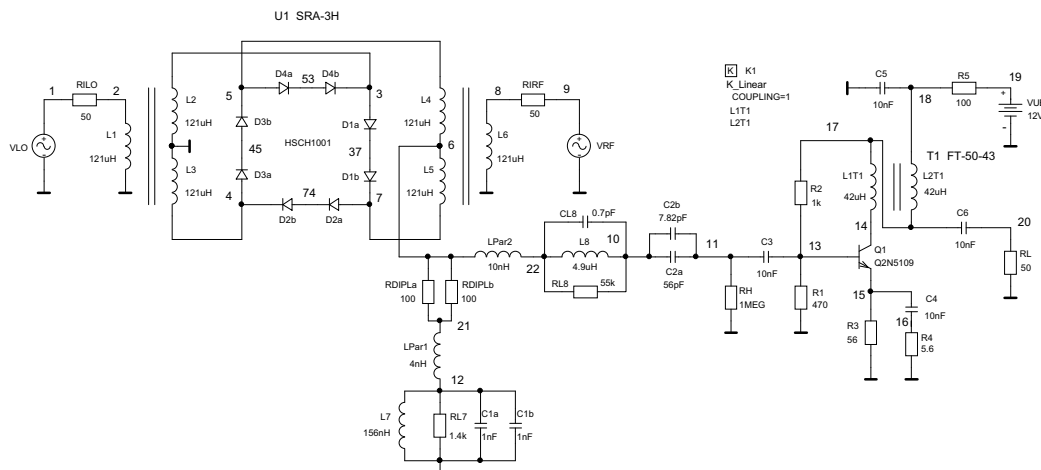 U1 SRA-3H
1
RILO
50
2
VLO
L1
121uH
L2
121uH
L3
121uH
5
D4a
53
D4b
3
D3b
45
D3a
4
HSCH1001
D1a
37
D1b
7
74
D2b
D2a
L4
121uH
6
L5
121uH
8
RIRF
50
9
L6
121uH
VRF
K
K1
K_Linear
COUPLING=1
L1T1
L2T1
C5
10nF
18
R5
100
19
+
-
12V
17
T1 FT-50-43
R2
1k
L1T1
42uH
L2T1
42uH
14
C6
10nF
20
RL
50
CL8
0.7pF
10
L8
4.9uH
RL8
55k
LPar2
10nH
22
C2b
7.82pF
C2a
56pF
11
C3
10nF
13
Q1
Q2N5109
RH
1MEG
R1
470
15
C4
10nF
16
R3
56
R4
5.6
RDIPLa
100
RDIPLb
100
21
LPar1
4nH
12
L7
156nH
RL7
1.4k
C1a
1nF
C1b
1nF